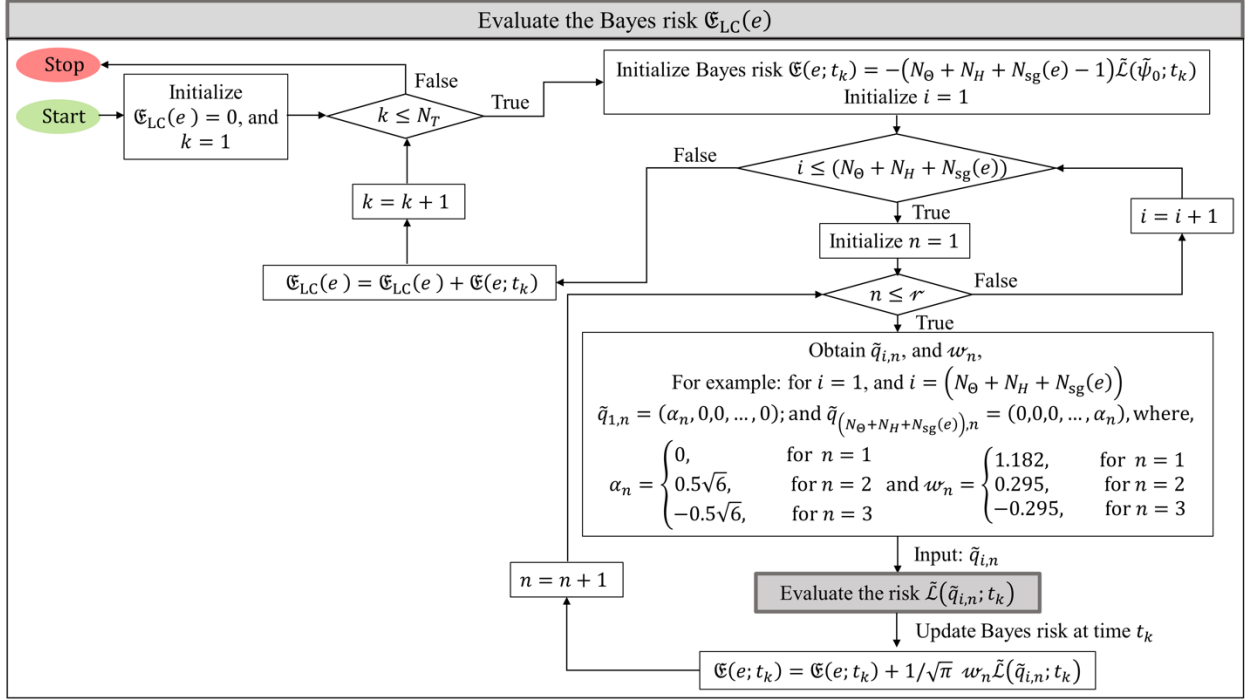 Evaluate the Bayes risk 𝔈_LC(e)
Stop
Start
Initialize
𝔈_LC(e ) = 0, and
k = 1
False
True
k ≤ N_T
k = k + 1
𝔈_LC(e ) = 𝔈_LC(e ) + 𝔈(e; t_k)
Initialize Bayes risk 𝔈(e; t_k) = −(N_Θ + N_H + N_sg(e) − 1)ℒ̃(ψ̃_0; t_k)
Initialize i = 1
False
i ≤ (N_Θ + N_H + N_sg(e))
True
i = i + 1
Initialize n = 1
n ≤ 𝓇
False
True
Obtain q̃_{i,n}, and 𝓌_n,
For example: for i = 1, and i = (N_Θ + N_H + N_sg(e))
q̃_{1,n} = (α_n, 0,0, … , 0); and q̃_{(N_Θ+N_H+N_sg(e)),n} = (0,0,0, … , α_n), where,
α_n = { 0, for n = 1 and 𝓌_n = { 1.182, for n = 1
0.5√6, for n = 2 0.295, for n = 2
−0.5√6, for n = 3 −0.295, for n = 3
Input: q̃_{i,n}
n = n + 1
Evaluate the risk ℒ̃(q̃_{i,n}; t_k)
Update Bayes risk at time t_k
𝔈(e; t_k) = 𝔈(e; t_k) + 1/√π 𝓌_nℒ̃(q̃_{i,n}; t_k)